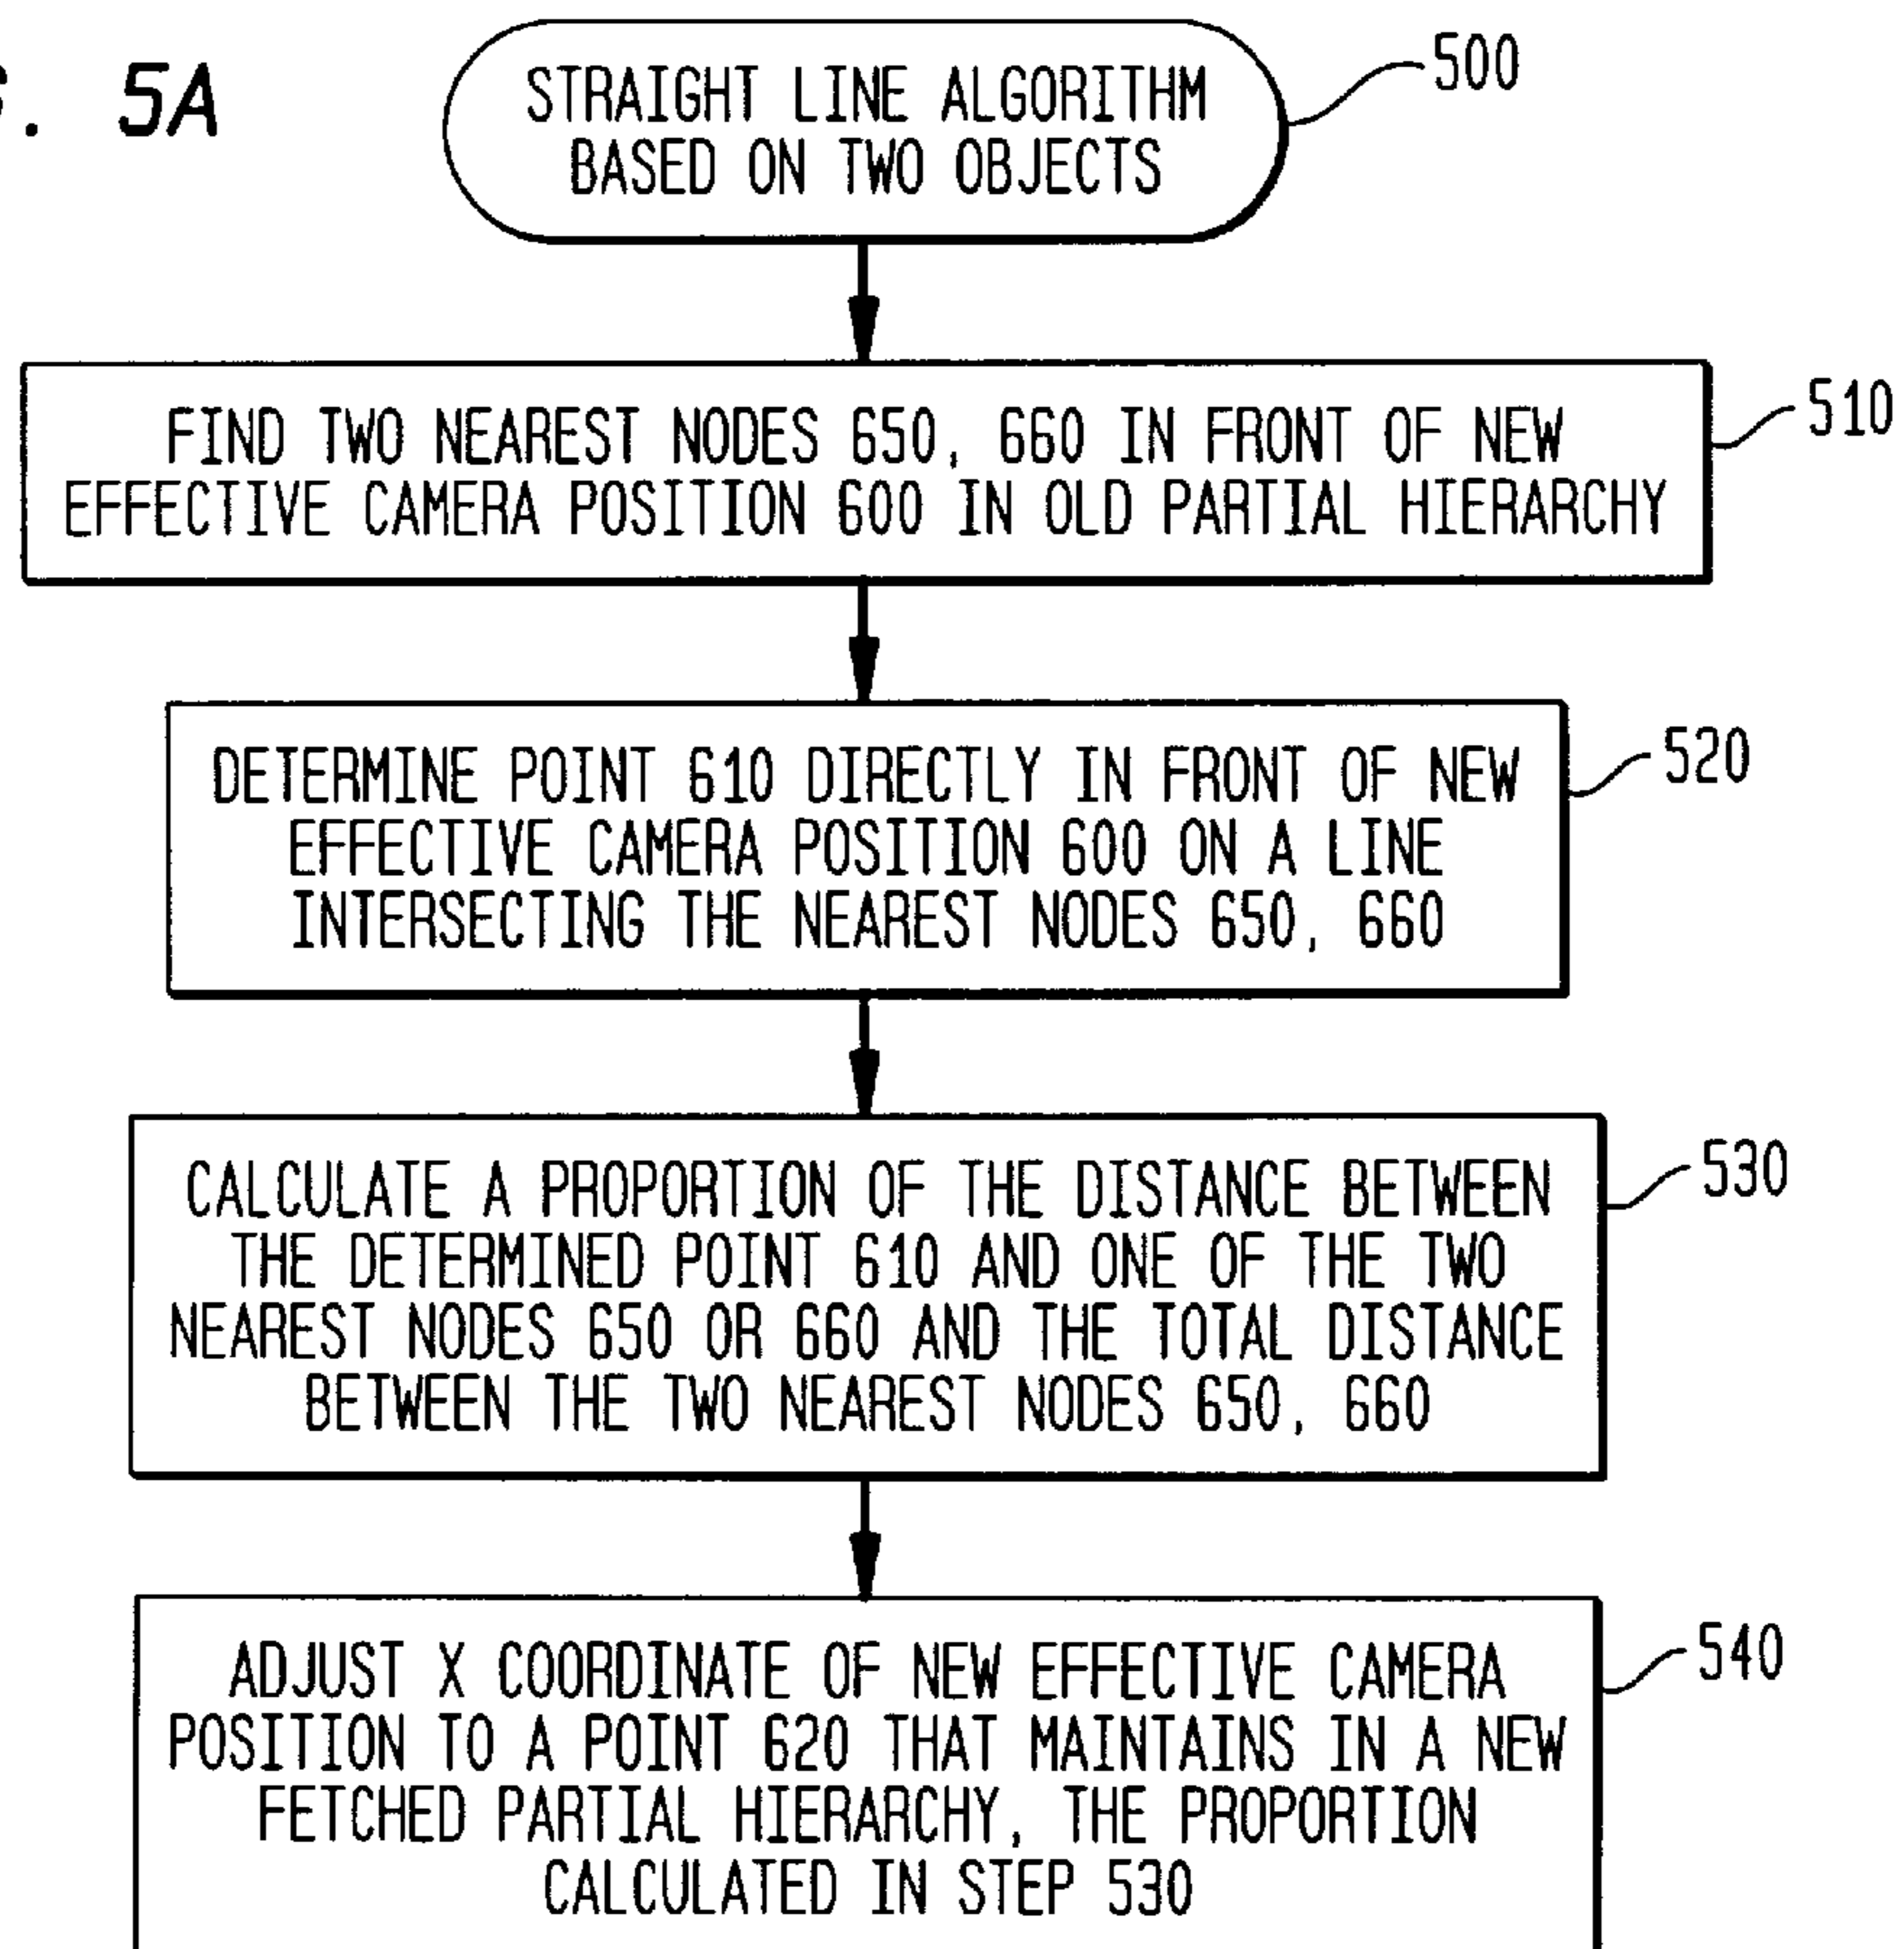 5A
STRAIGHT LINE ALGORITHM
BASED ON TWO OBJECTS
500
FIND TWO NEAREST NODES 650, 660 IN FRONT OF NEW
EFFECTIVE CAMERA POSITION 600 IN OLD PARTIAL HIERARCHY
510
DETERMINE POINT 610 DIRECTLY IN FRONT OF NEW
EFFECTIVE CAMERA POSITION 600 ON A LINE
INTERSECTING THE NEAREST NODES 650, 660
520
CALCULATE A PROPORTION OF THE DISTANCE BETWEEN
THE DETERMINED POINT 610 AND ONE OF THE TWO
NEAREST NODES 650 OR 660 AND THE TOTAL DISTANCE
BETWEEN THE TWO NEAREST NODES 650, 660
530
ADJUST X COORDINATE OF NEW EFFECTIVE CAMERA
POSITION TO A POINT 620 THAT MAINTAINS IN A NEW
FETCHED PARTIAL HIERARCHY, THE PROPORTION
CALCULATED IN STEP 530
540